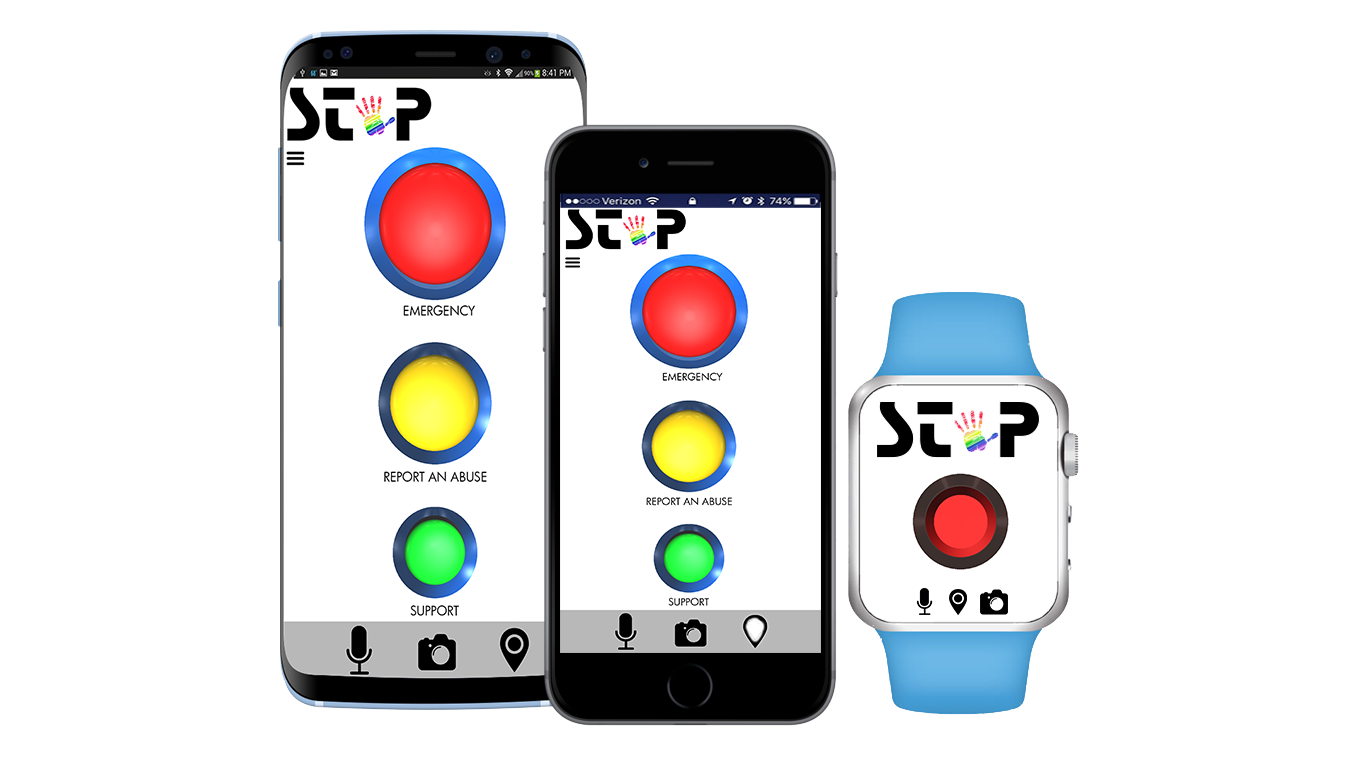 90% 8:41 PM
STOP
EMERGENCY
REPORT AN ABUSE
SUPPORT
Verizon 74%
STOP
EMERGENCY
REPORT AN ABUSE
SUPPORT
STOP